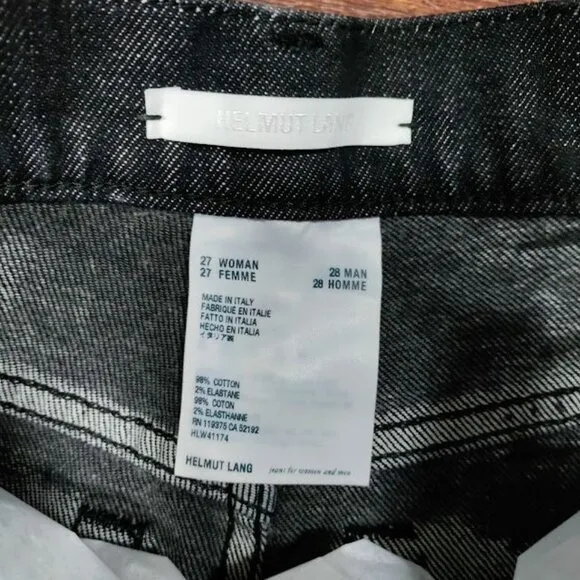 HELMUT LANG
27 WOMAN
27 FEMME
28 MAN
28 HOMME
MADE IN ITALY
FABRIQUÉ EN ITALIE
FATTO IN ITALIA
HECHO EN ITALIA
イタリア製
98% COTTON
2% ELASTANE
98% COTON
2% ELASTHANNE
RN 119375 CA 52192
HLW41174
HELMUT LANG jeans for women and men